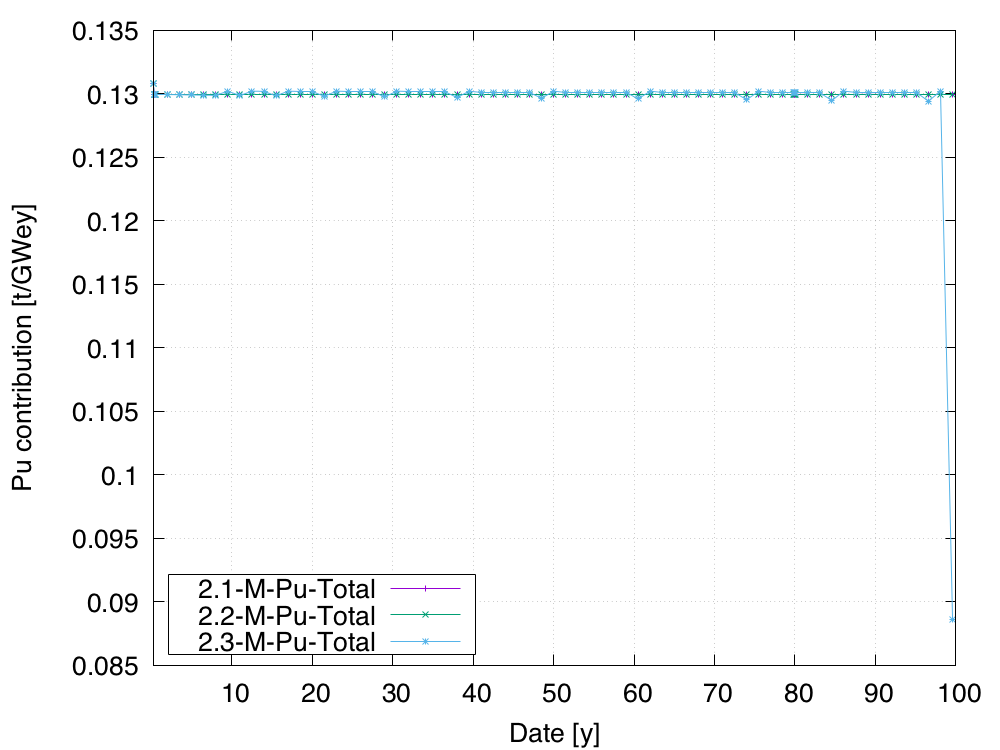 0.135
0.13
0.125
0.12
0.115
0.11
0.105
0.1
0.095
0.09
0.085
Pu contribution [t/GWey]
2.1-M-Pu-Total
2.2-M-Pu-Total
2.3-M-Pu-Total
10 20 30 40 50 60 70 80 90 100
Date [y]